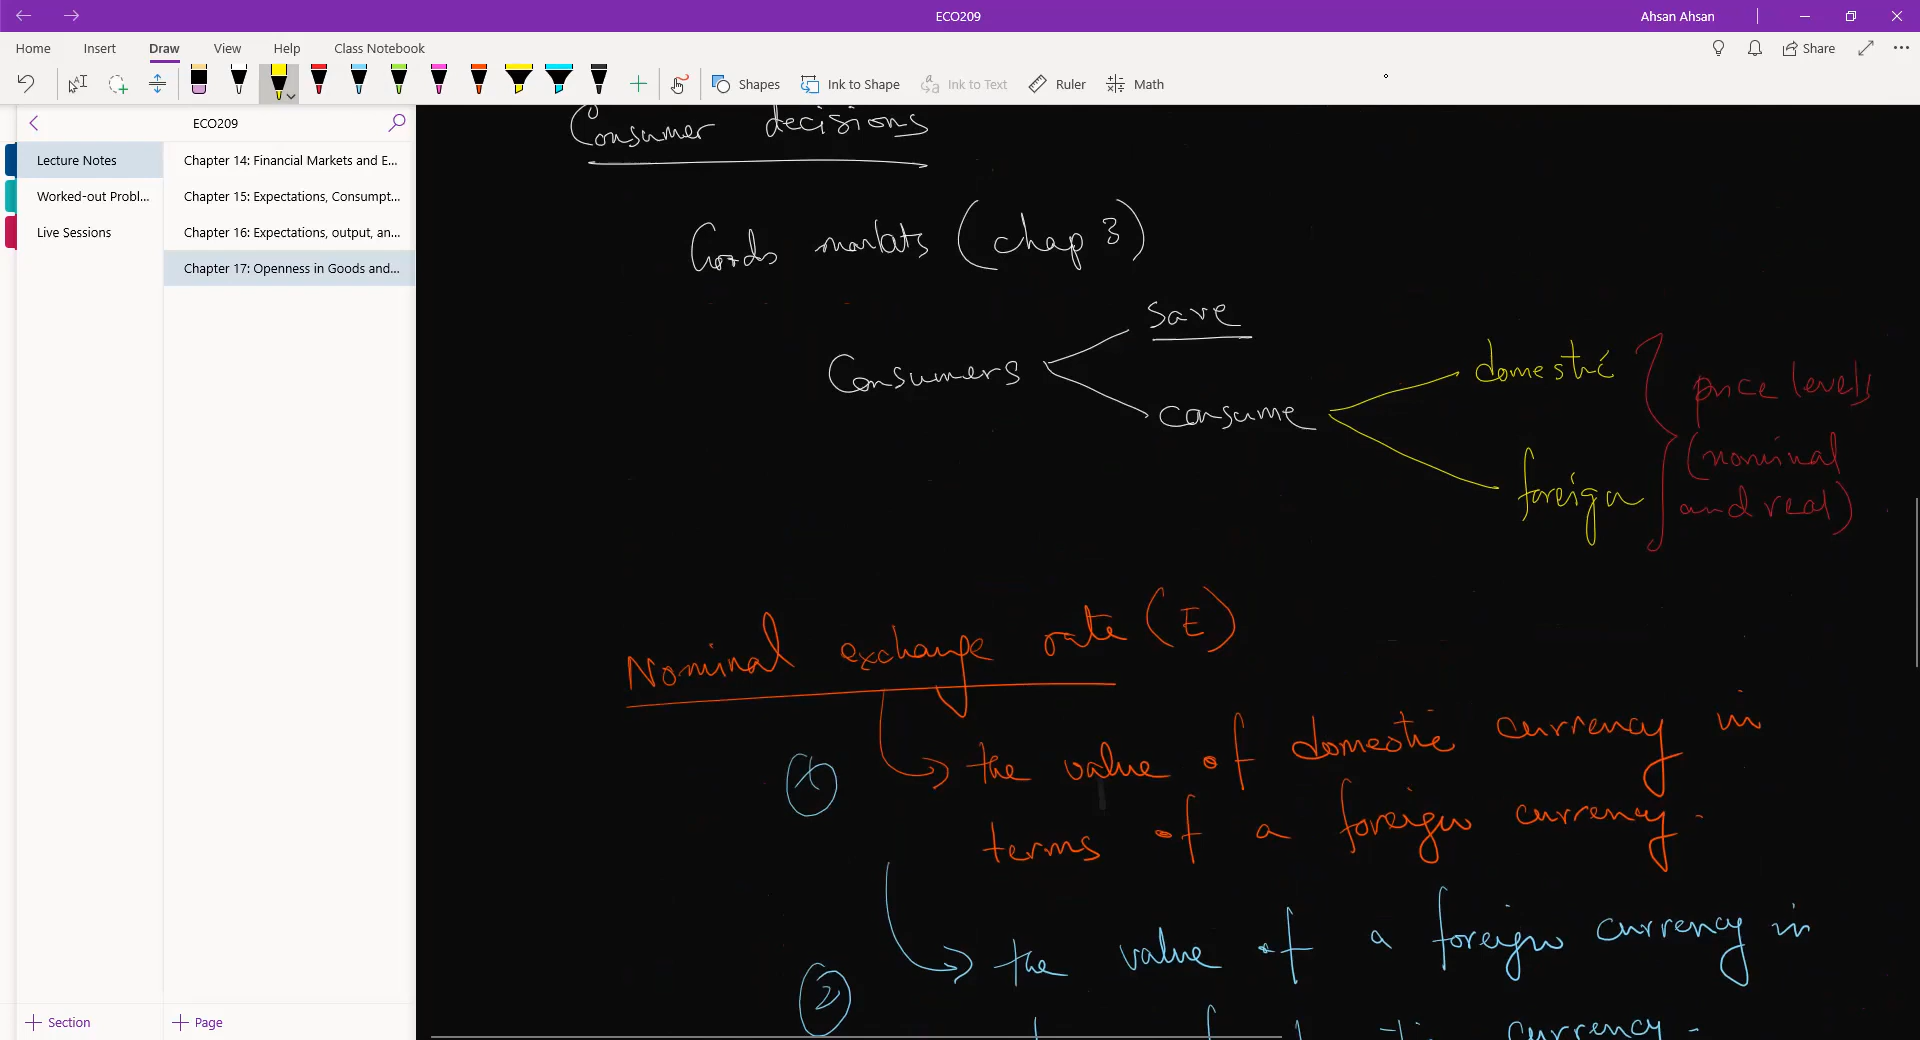 ECO209
Ahsan Ahsan
Home
Insert
Draw
View
Help
Class Notebook
Share
Shapes
Ink to Shape
Ink to Text
Ruler
Math
ECO209
Lecture Notes
Worked-out Probl...
Live Sessions
Chapter 14: Financial Markets and E...
Chapter 15: Expectations, Consumpt...
Chapter 16: Expectations, output, an...
Chapter 17: Openness in Goods and...
Section
Page
Consumer decisions
Goods markets (chap 3)
Save
Consumers
consume
domestic
foreign
price levels
(nominal
and real)
Nominal exchange rate (E)
1
the value of domestic currency in
terms of a foreign currency.
2
the value of a foreign currency in
currency.